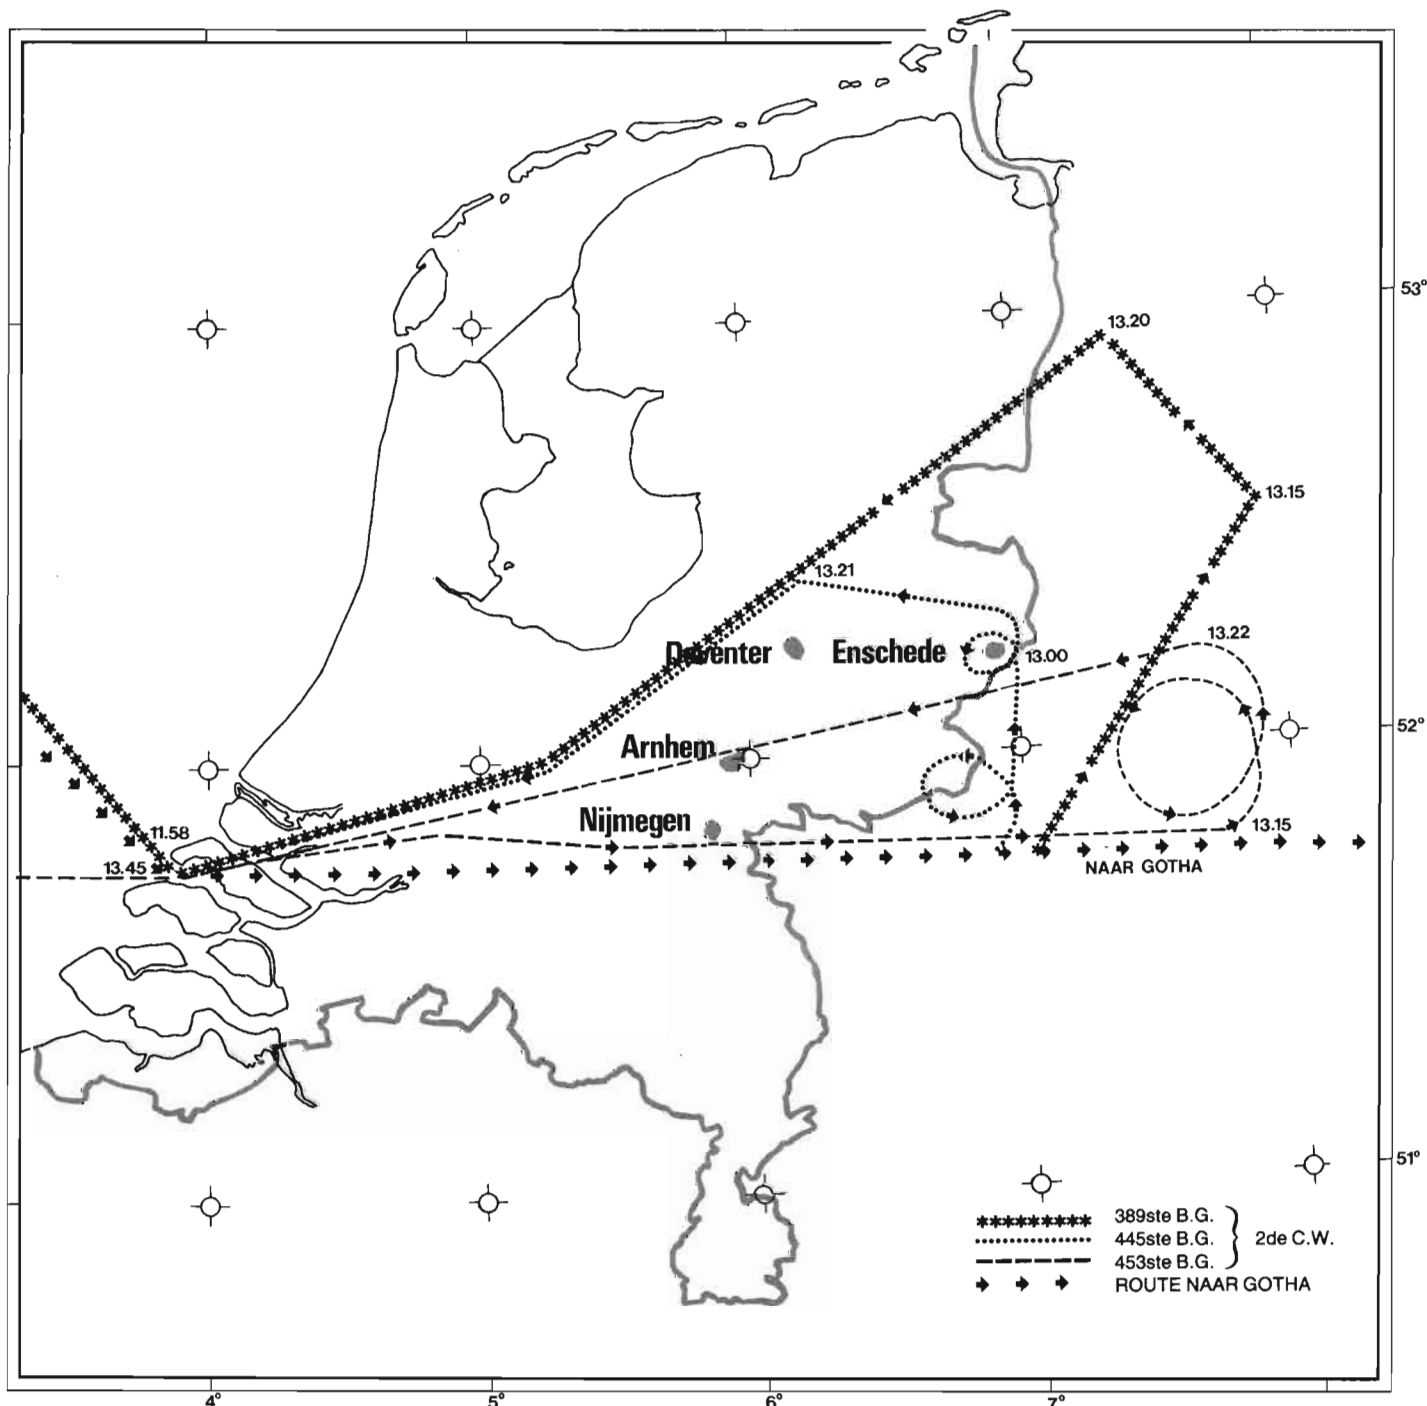 53°
13.20
13.15
13.21
Deventer
Enschede
13.00
13.22
52°
Arnhem
Nijmegen
11.58
13.45
13.15
NAAR GOTHA
51°
389ste B.G.
445ste B.G.
2de C.W.
453ste B.G.
ROUTE NAAR GOTHA
4°
5°
6°
7°